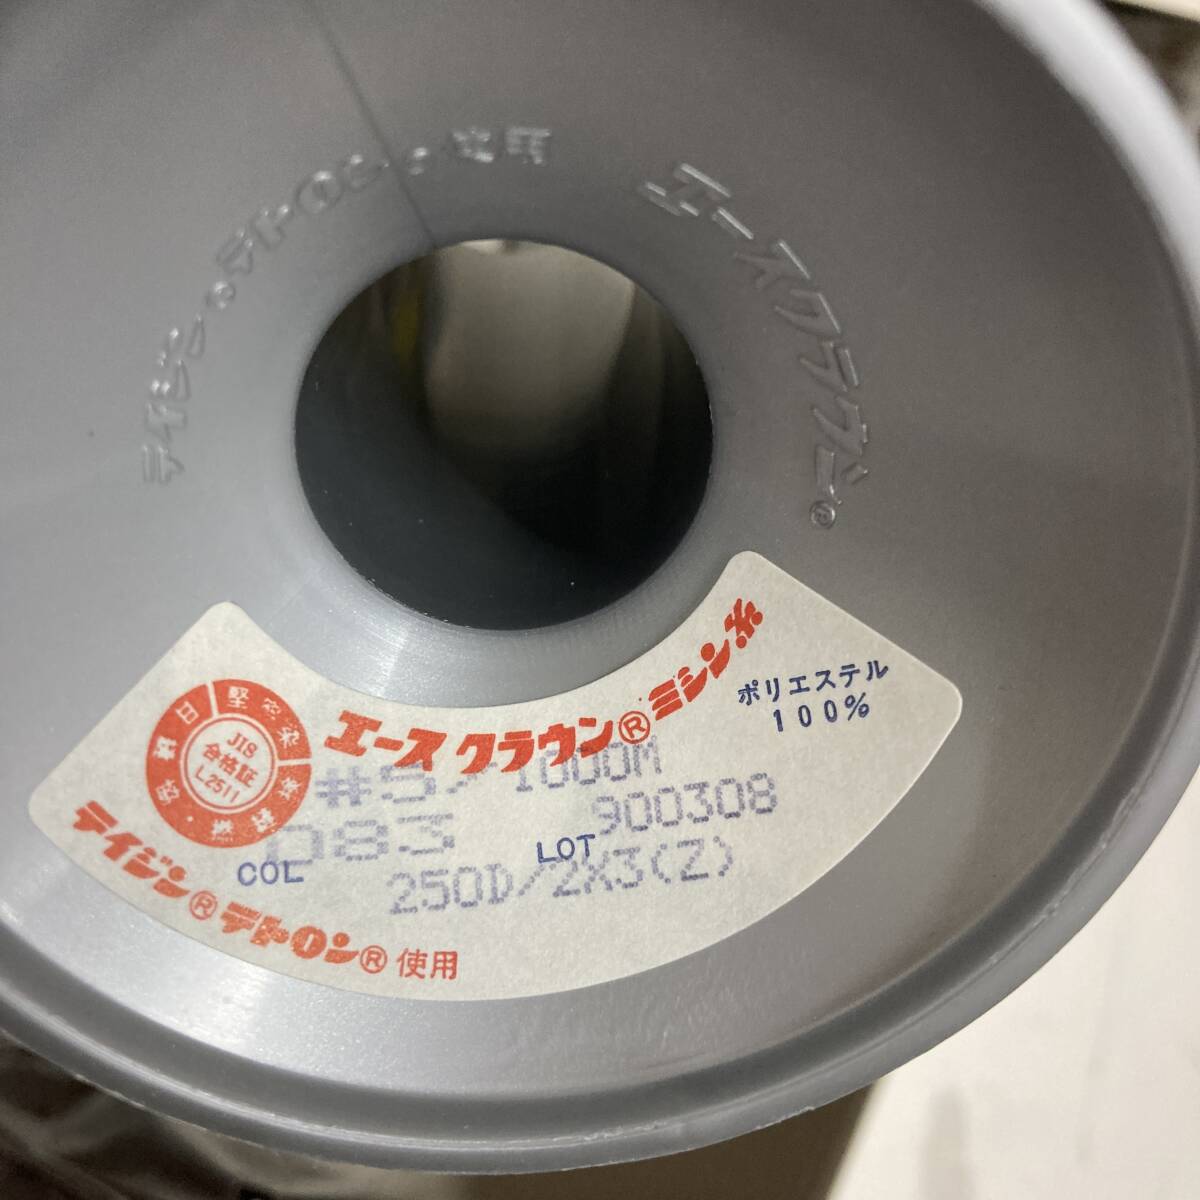 テイジン®テトロン®使用
エースクラウン®
エースクラウン®ミシン糸
ポリエステル
100%
JIS
合格証
L2511
#5/1000M
COL 083
LOT 900308
250D/2X3(Z)
テイジン®テトロン®使用